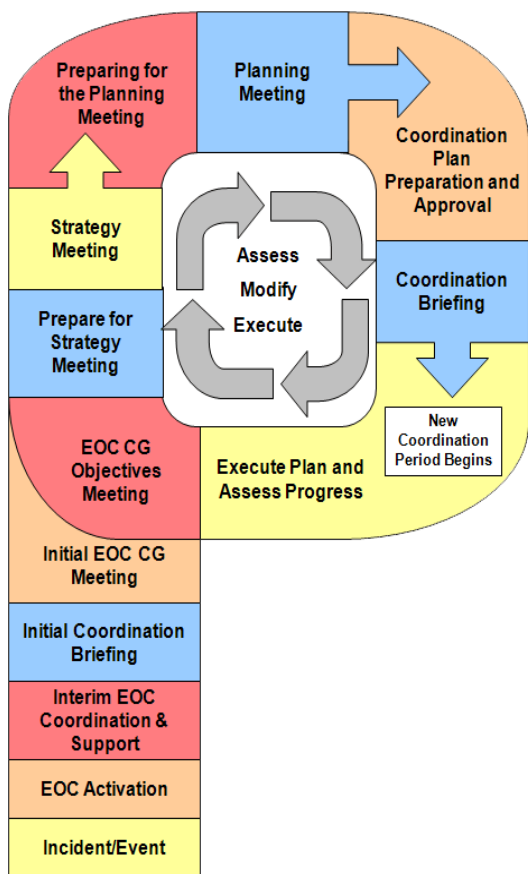 Preparing for
the Planning
Meeting
Planning
Meeting
Coordination
Plan
Preparation and
Approval
Strategy
Meeting
Assess
Modify
Execute
Coordination
Briefing
Prepare for
Strategy
Meeting
New
Coordination
Period Begins
EOC CG
Objectives
Meeting
Execute Plan and
Assess Progress
Initial EOC CG
Meeting
Initial Coordination
Briefing
Interim EOC
Coordination &
Support
EOC Activation
Incident/Event